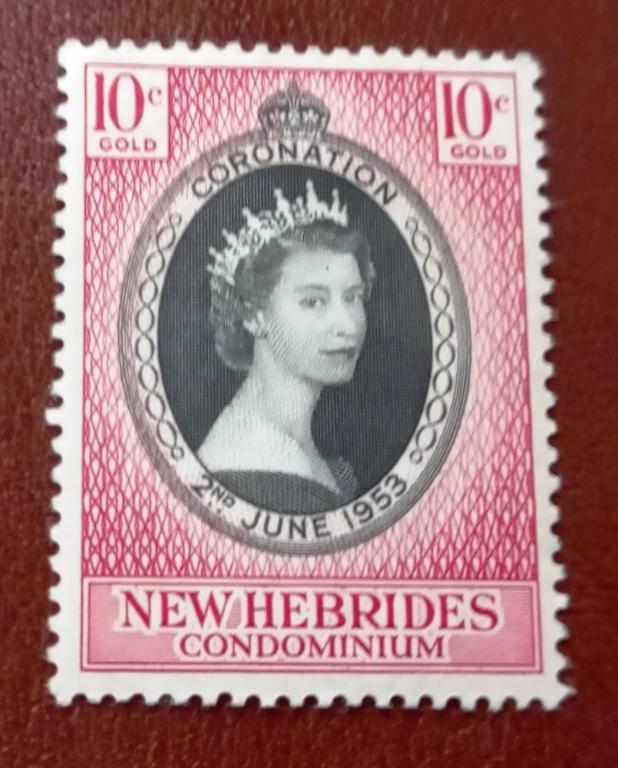 10c 10c
GOLD GOLD
CORONATION
2ND JUNE 1953
NEW HEBRIDES
CONDOMINIUM